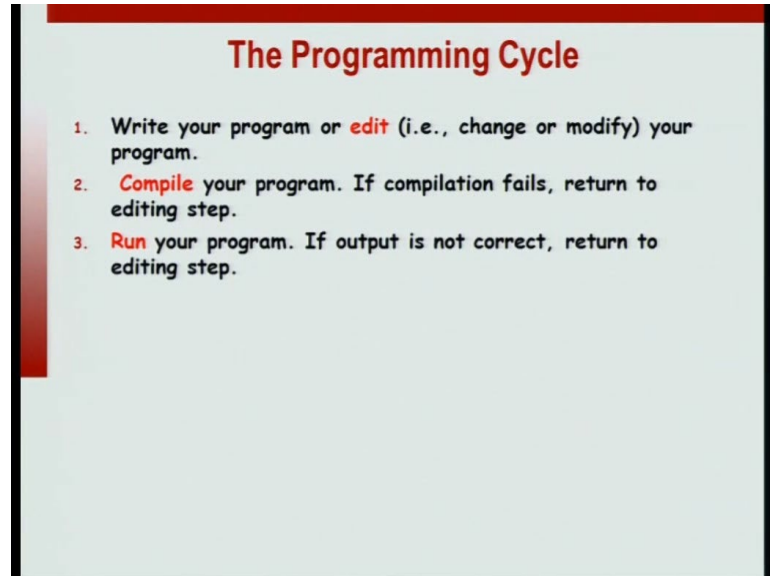 The Programming Cycle
1. Write your program or edit (i.e., change or modify) your
program.
2. Compile your program. If compilation fails, return to
editing step.
3. Run your program. If output is not correct, return to
editing step.